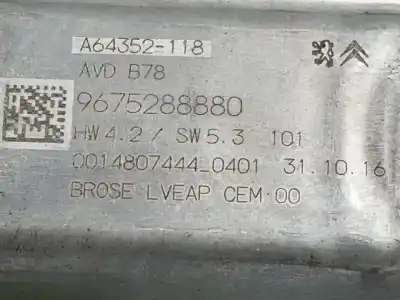 A64352-118
AVD B78
9675288880
HW 4.2 / SW 5.3 101
0014807444_0401 31.10.16
BROSE LVEAP CEM·00